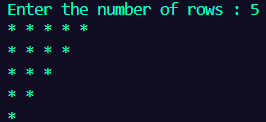 Enter the number of rows : 5
* * * * *
* * * *
* * *
* *
*